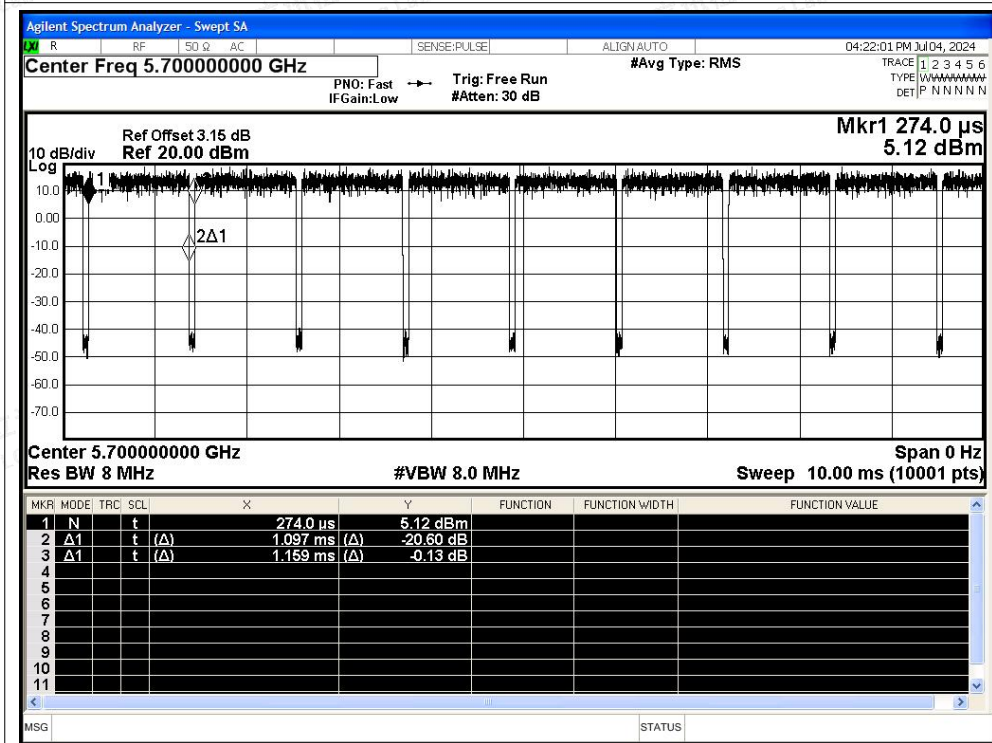 Agilent Spectrum Analyzer - Swept SA
LXI R RF 50 Ω AC SENSE:PULSE ALIGN AUTO 04:22:01 PM Jul 04, 2024
Center Freq 5.700000000 GHz #Avg Type: RMS TRACE 1 2 3 4 5 6
PNO: Fast Trig: Free Run TYPE WWWWWW
IFGain:Low #Atten: 30 dB DET P N N N N N
Mkr1 274.0 µs
Ref Offset 3.15 dB
10 dB/div Ref 20.00 dBm 5.12 dBm
Log
10.0
0.00
-10.0
-20.0
-30.0
-40.0
-50.0
-60.0
-70.0
1
2Δ1
Center 5.700000000 GHz Span 0 Hz
Res BW 8 MHz #VBW 8.0 MHz Sweep 10.00 ms (10001 pts)
MKR MODE TRC SCL X Y FUNCTION FUNCTION WIDTH FUNCTION VALUE
1 N t 274.0 µs 5.12 dBm
2 Δ1 t (Δ) 1.097 ms (Δ) -20.60 dB
3 Δ1 t (Δ) 1.159 ms (Δ) -0.13 dB
4
5
6
7
8
9
10
11
MSG STATUS